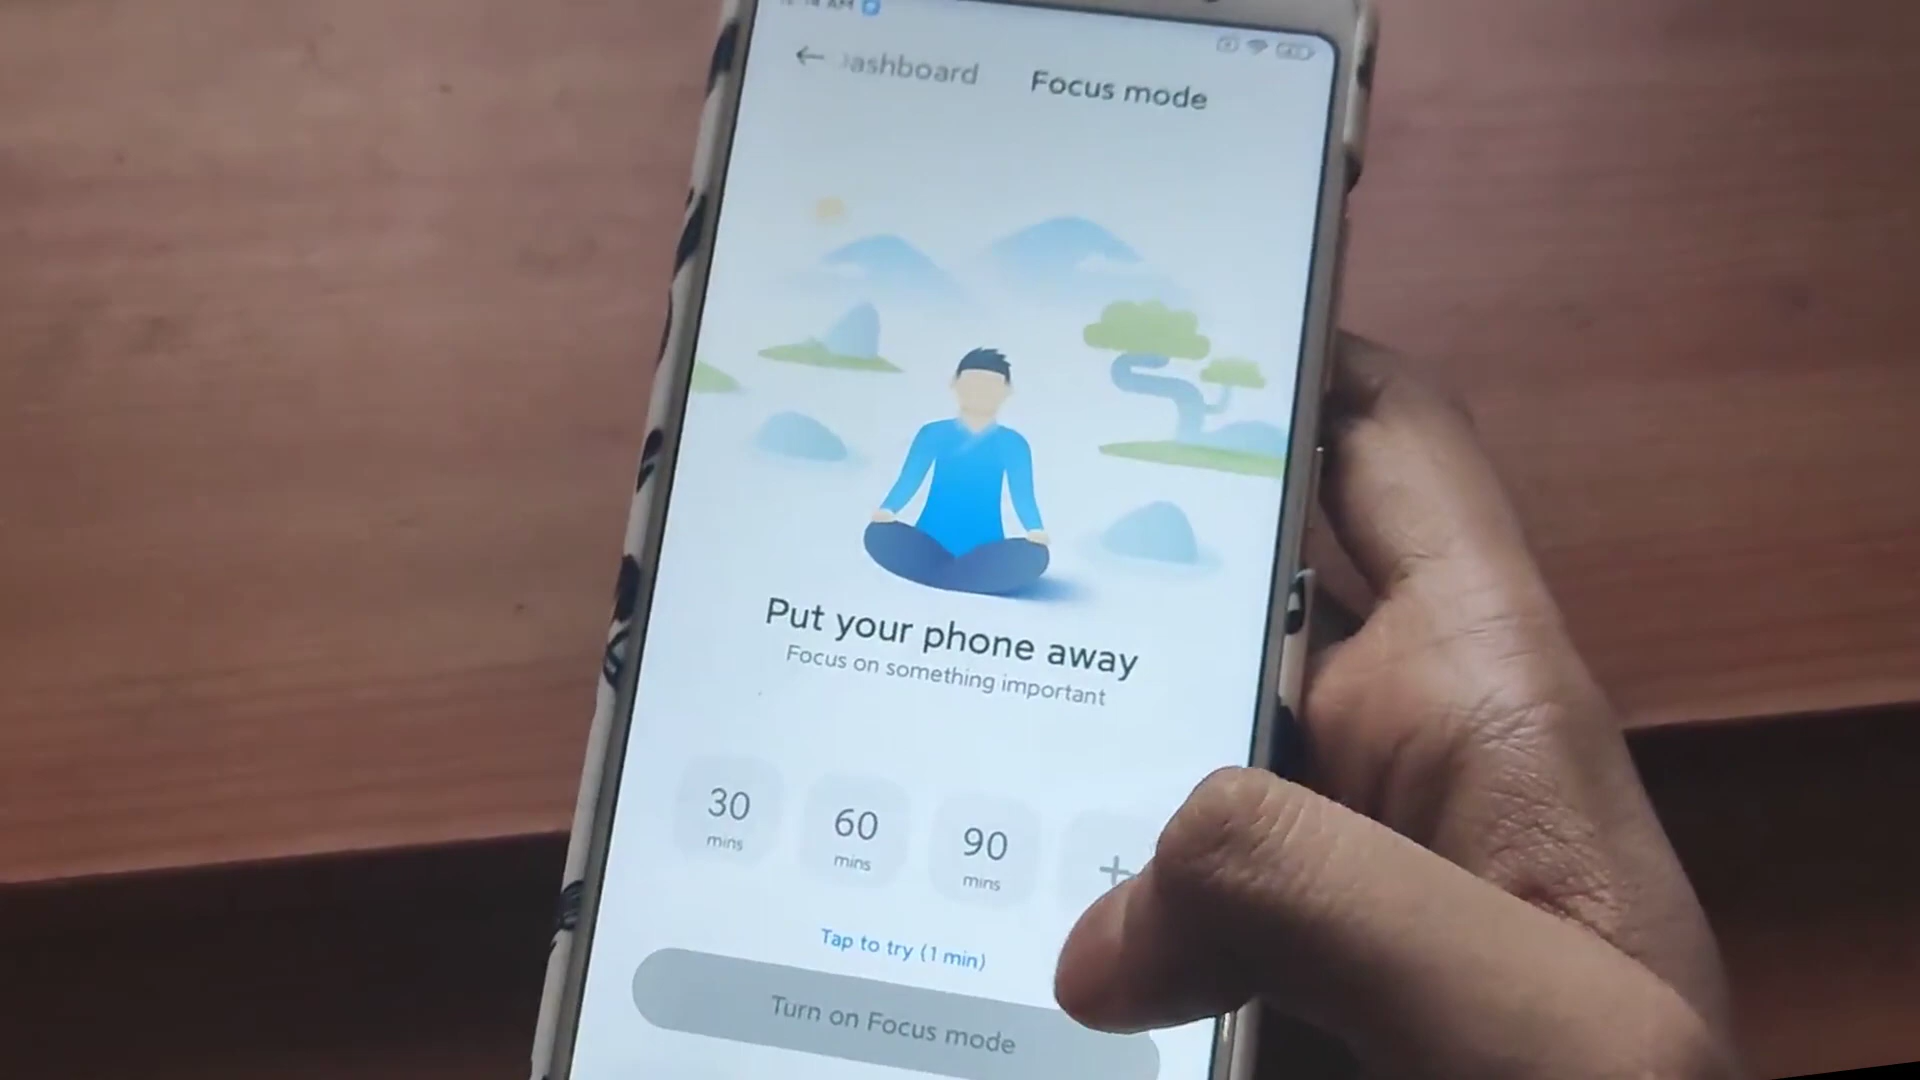 Focus mode
Put your phone away
Focus on something important
30 60 90 +
mins mins mins
Tap to try (1 min)
Turn on Focus mode